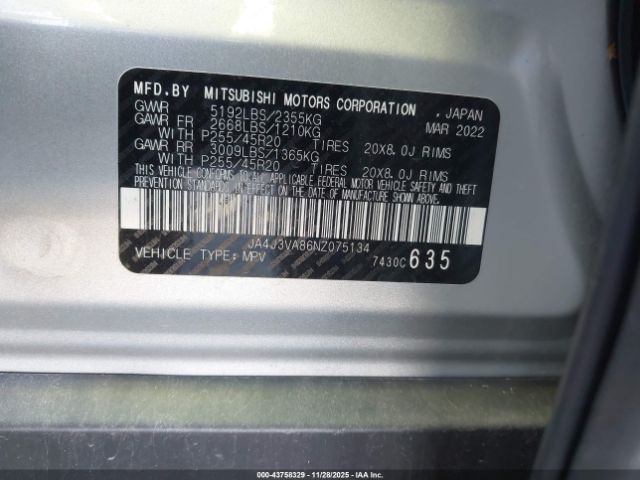 MFD.BY MITSUBISHI MOTORS CORPORATION , JAPAN
GVWR 5192LBS/2355KG MAR 2022
GAWR FR 2668LBS/1210KG
WITH P255/45R20 TIRES 20X8.0J RIMS
GAWR RR 3009LBS/1365KG
WITH P255/45R20 TIRES 20X8.0J RIMS
THIS VEHICLE CONFORMS TO ALL APPLICABLE FEDERAL MOTOR VEHICLE SAFETY AND THEFT
PREVENTION STANDARDS IN EFFECT ON THE DATE OF MANUFACTURE SHOWN ABOVE.
JA4J3VA86NZ075134
VEHICLE TYPE: MPV 7430C 635
00-43758329 | 11/28/2025 | IAAI.COM